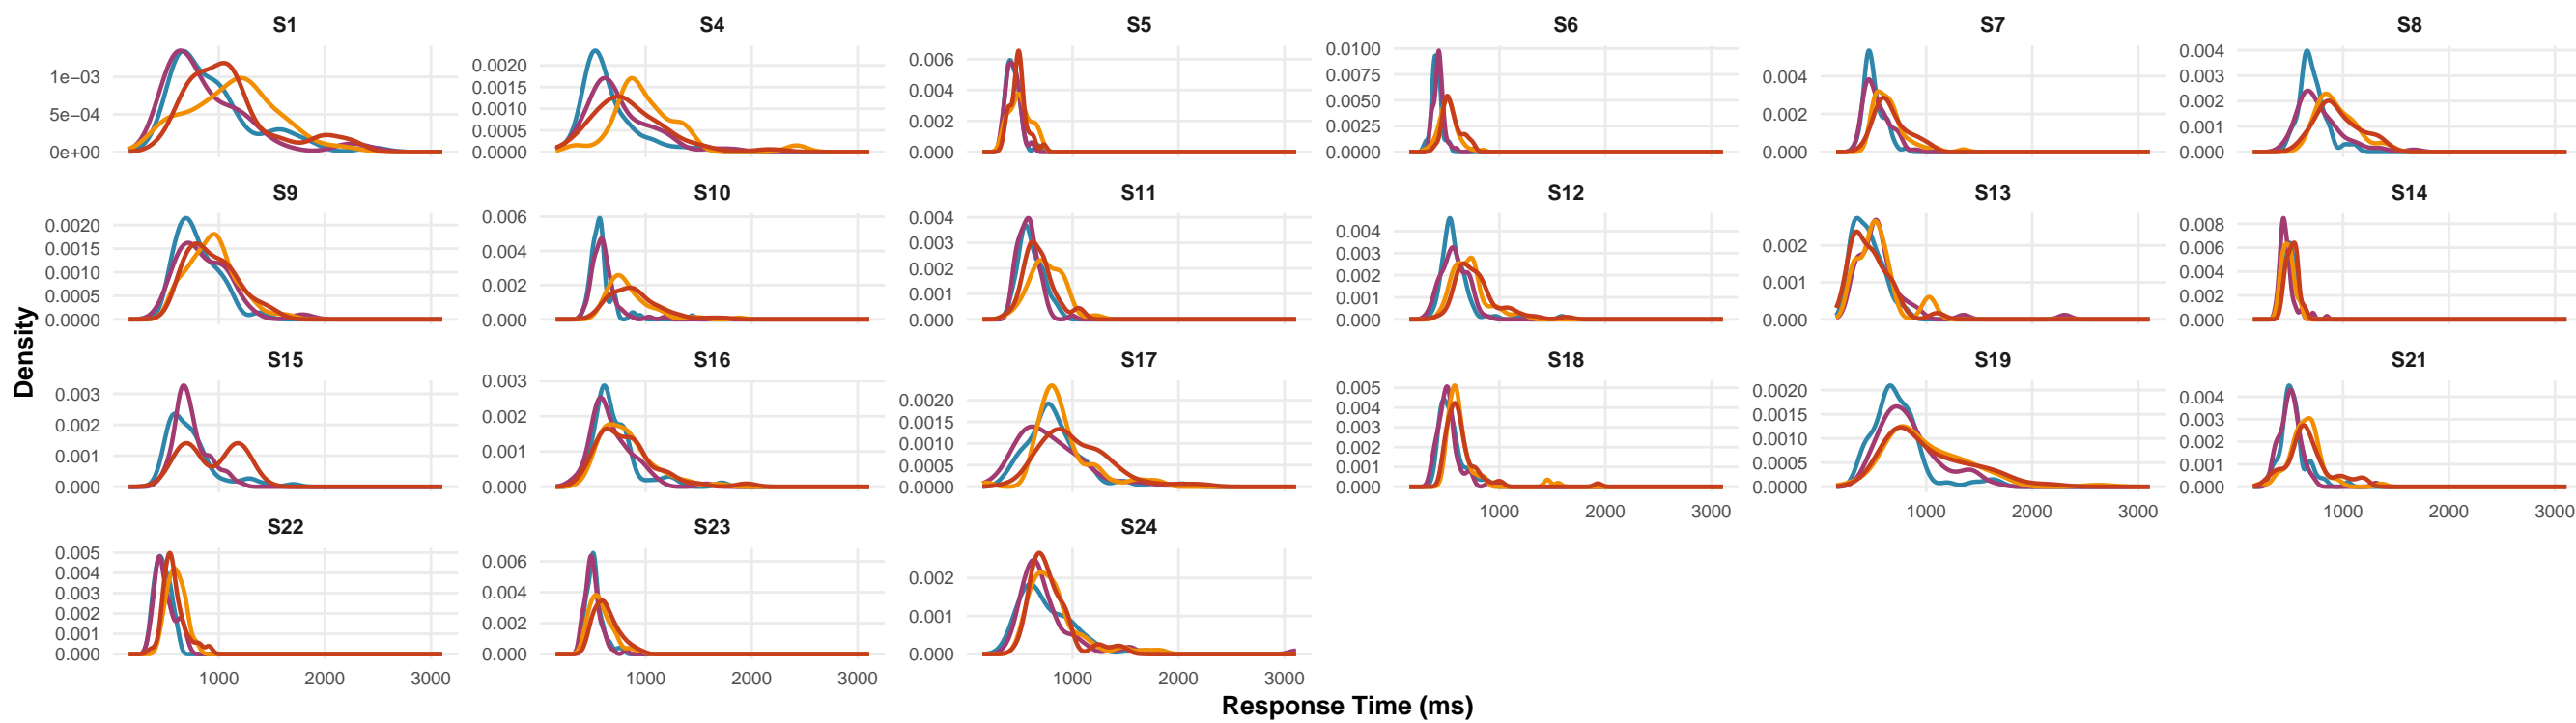 S1 S4 S5 S6 S7 S8
1e−03 5e−04 0e+00
0.0020 0.0015 0.0010 0.0005 0.0000
0.006 0.004 0.002 0.000
0.0100 0.0075 0.0050 0.0025 0.0000
0.004 0.002 0.000
0.004 0.003 0.002 0.001 0.000
S9 S10 S11 S12 S13 S14
0.0020 0.0015 0.0010 0.0005 0.0000
0.006 0.004 0.002 0.000
0.004 0.003 0.002 0.001 0.000
0.004 0.003 0.002 0.001 0.000
0.002 0.001 0.000
0.008 0.006 0.004 0.002 0.000
Density
S15 S16 S17 S18 S19 S21
0.003 0.002 0.001 0.000
0.003 0.002 0.001 0.000
0.0020 0.0015 0.0010 0.0005 0.0000
0.005 0.004 0.003 0.002 0.001 0.000
0.0020 0.0015 0.0010 0.0005 0.0000
0.004 0.003 0.002 0.001 0.000
1000 2000 3000 1000 2000 3000 1000 2000 3000
S22 S23 S24
0.005 0.004 0.003 0.002 0.001 0.000
0.006 0.004 0.002 0.000
0.002 0.001 0.000
1000 2000 3000 1000 2000 3000 1000 2000 3000
Response Time (ms)